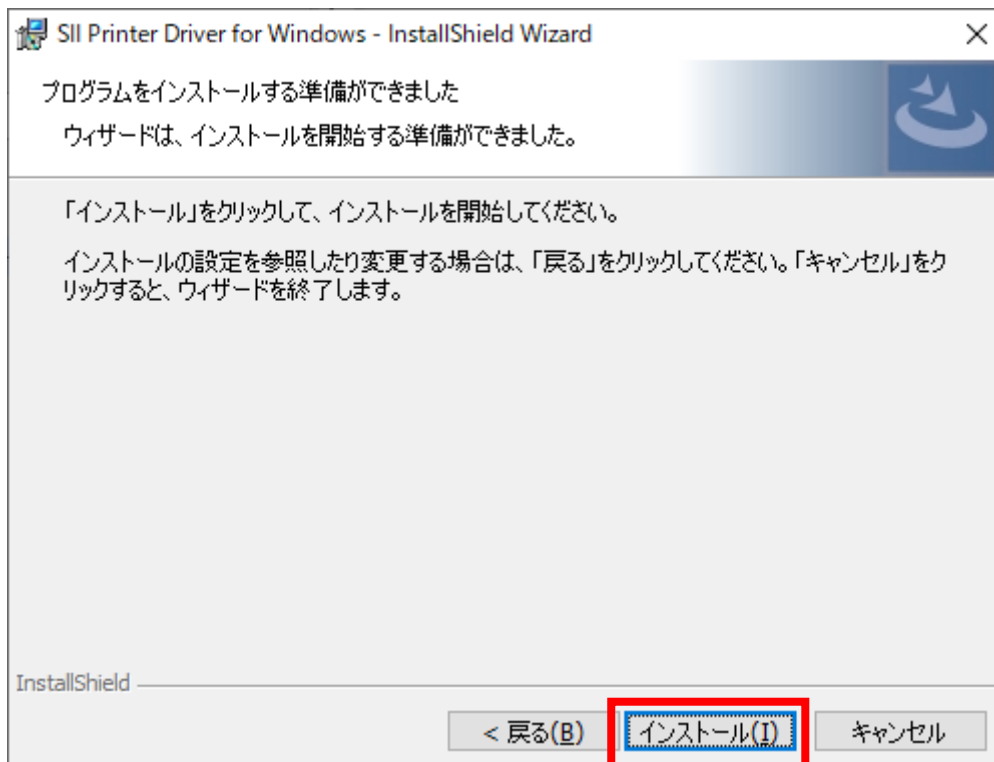 SII Printer Driver for Windows - InstallShield Wizard
プログラムをインストールする準備ができました
ウィザードは、インストールを開始する準備ができました。
「インストール」をクリックして、インストールを開始してください。
インストールの設定を参照したり変更する場合は、「戻る」をクリックしてください。「キャンセル」をク
リックすると、ウィザードを終了します。
InstallShield
< 戻る(B)
インストール(I)
キャンセル